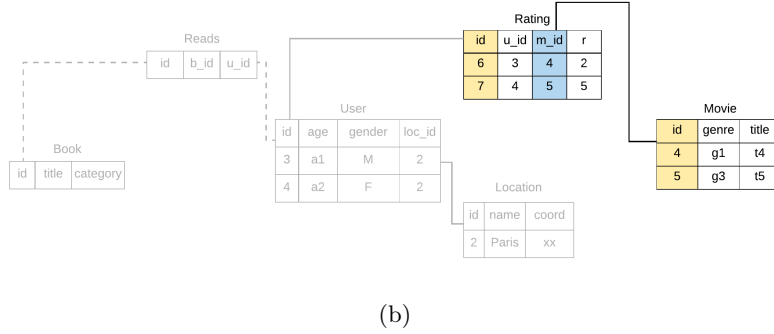 Rating
id u_id m_id r
6 3 4 2
7 4 5 5
Reads
id b_id u_id
User
id age gender loc_id
3 a1 M 2
4 a2 F 2
Movie
id genre title
4 g1 t4
5 g3 t5
Book
id title category
Location
id name coord
2 Paris xx
(b)